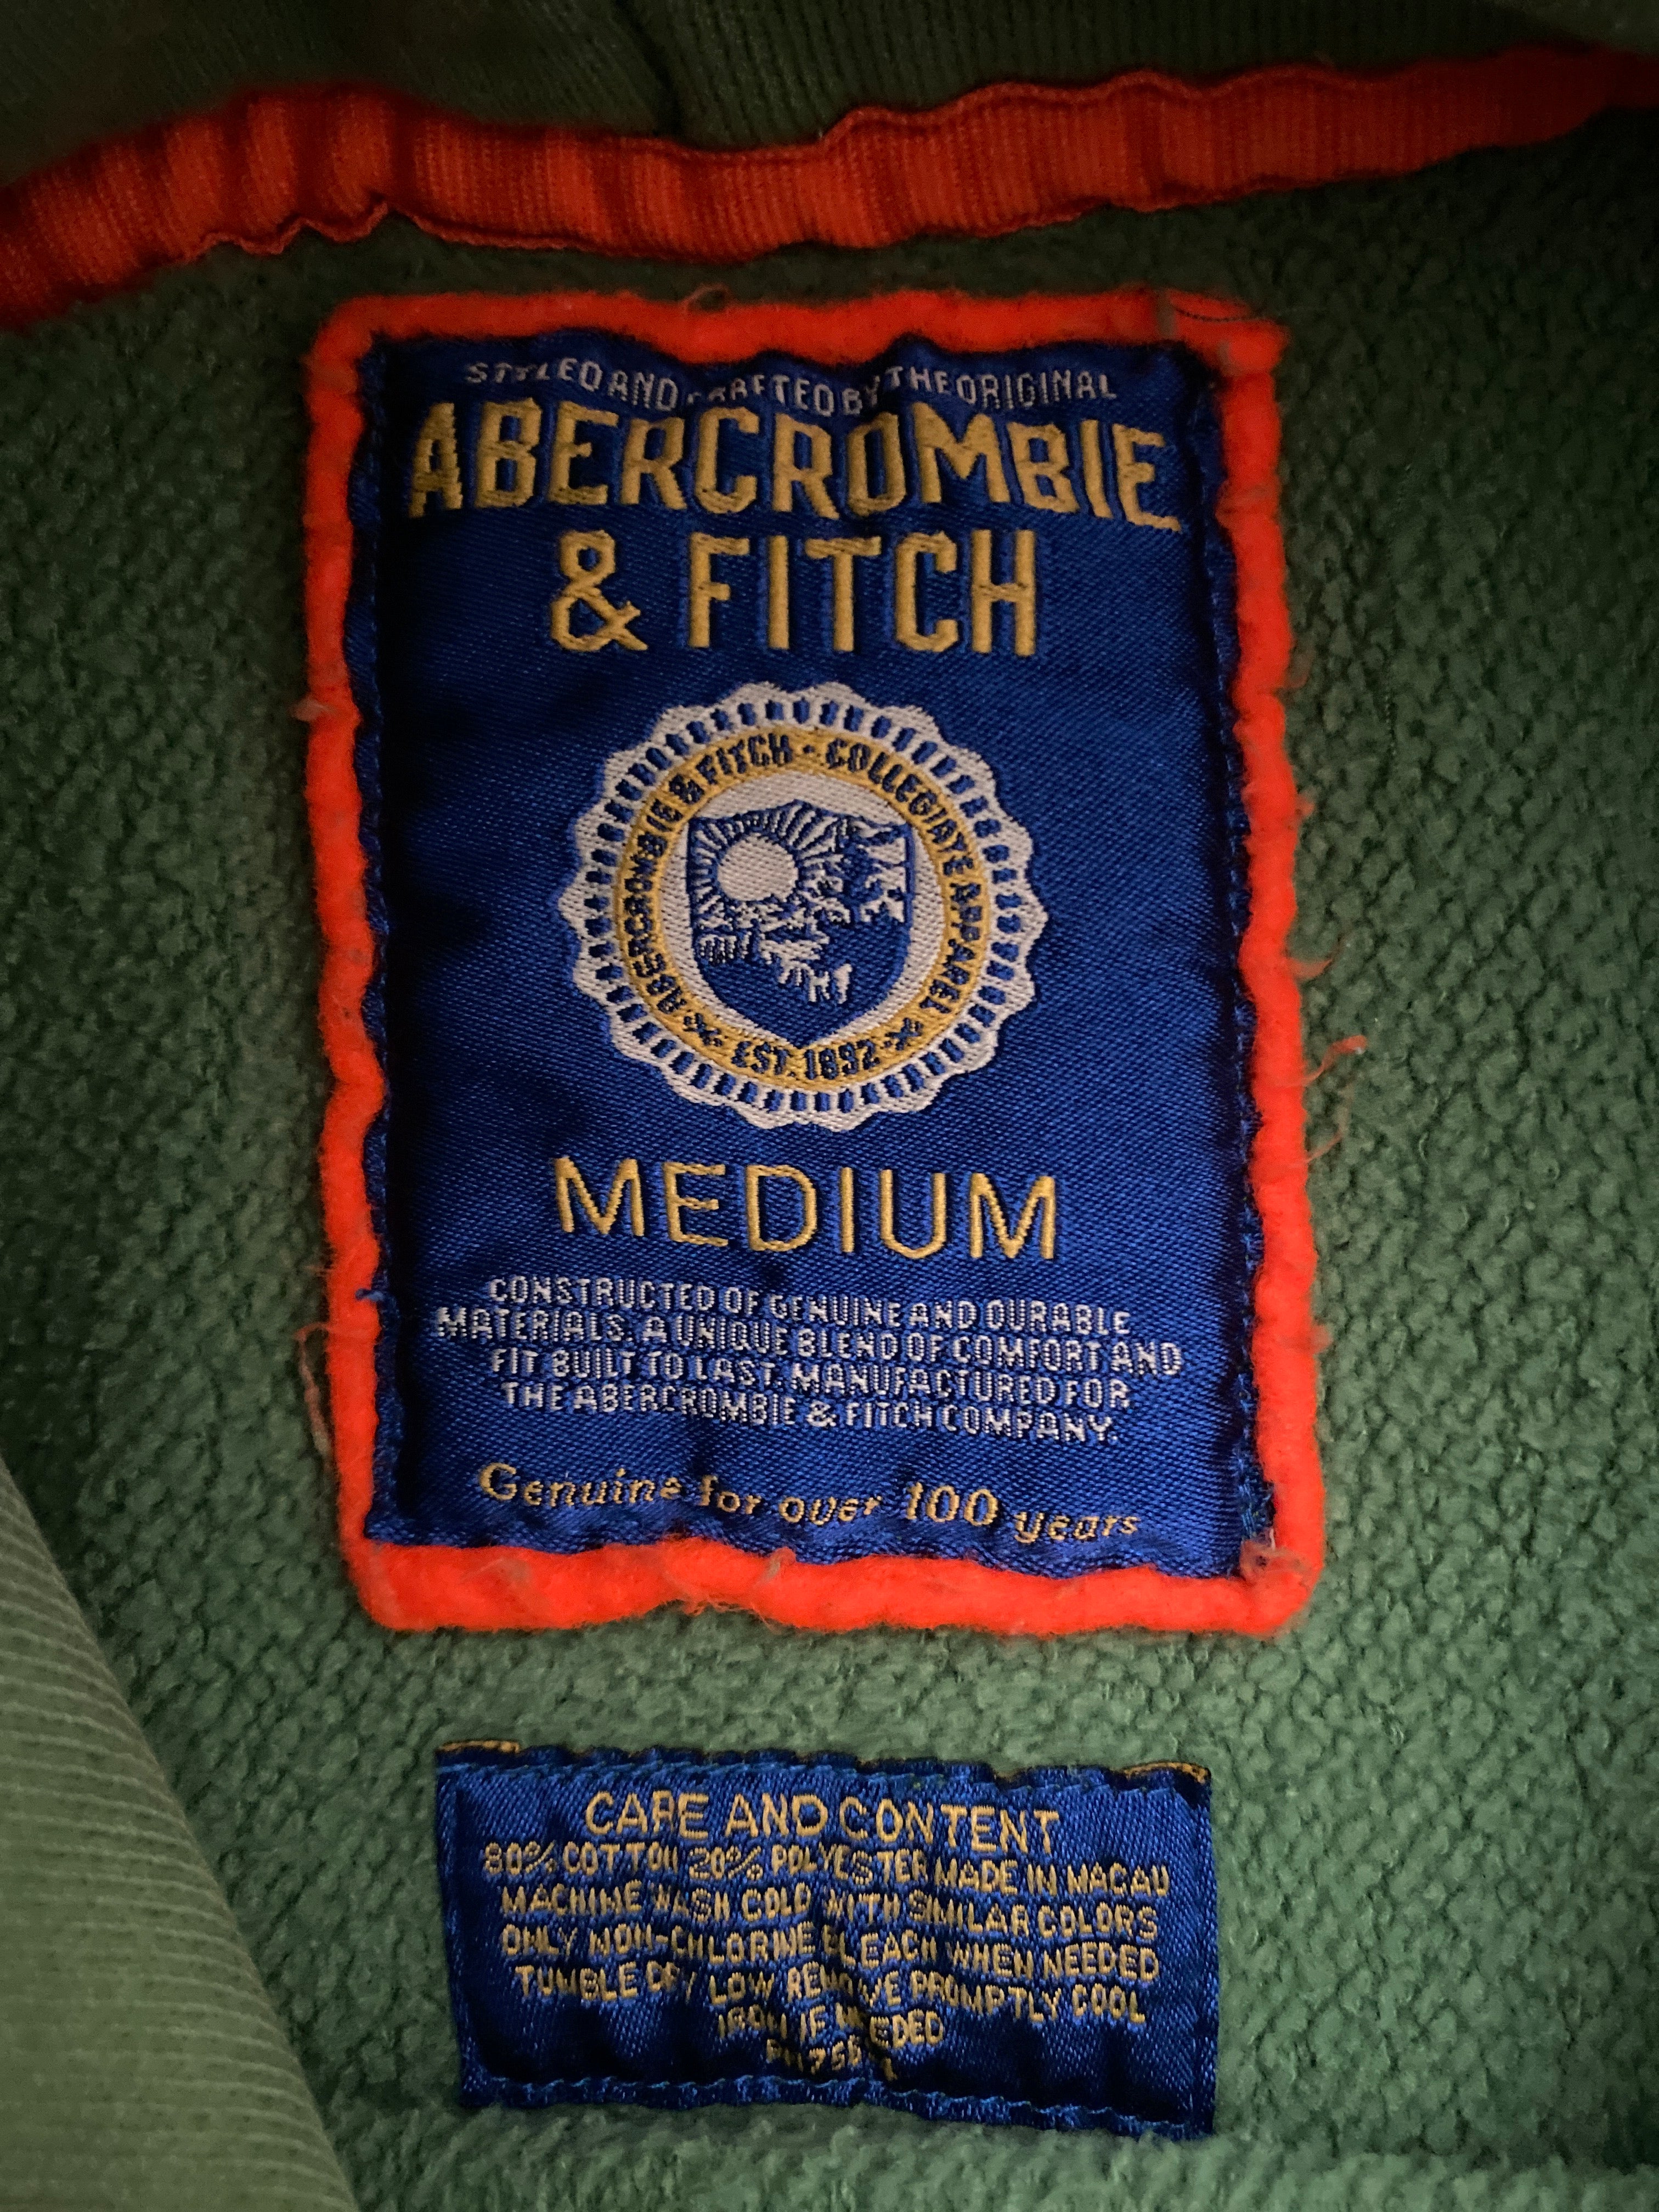 STYLED AND CRAFTED BY THE ORIGINAL
ABERCROMBIE
& FITCH
ABERCROMBIE & FITCH · COLLEGIATE APPAREL
EST. 1892
MEDIUM
CONSTRUCTED OF GENUINE AND DURABLE
MATERIALS. A UNIQUE BLEND OF COMFORT AND
FIT BUILT TO LAST. MANUFACTURED FOR
THE ABERCROMBIE & FITCH COMPANY.
Genuine for over 100 years
CARE AND CONTENT
80% COTTON 20% POLYESTER MADE IN MACAU
MACHINE WASH COLD WITH SIMILAR COLORS
ONLY NON-CHLORINE BLEACH WHEN NEEDED
TUMBLE DRY LOW REMOVE PROMPTLY COOL
IRON IF NEEDED